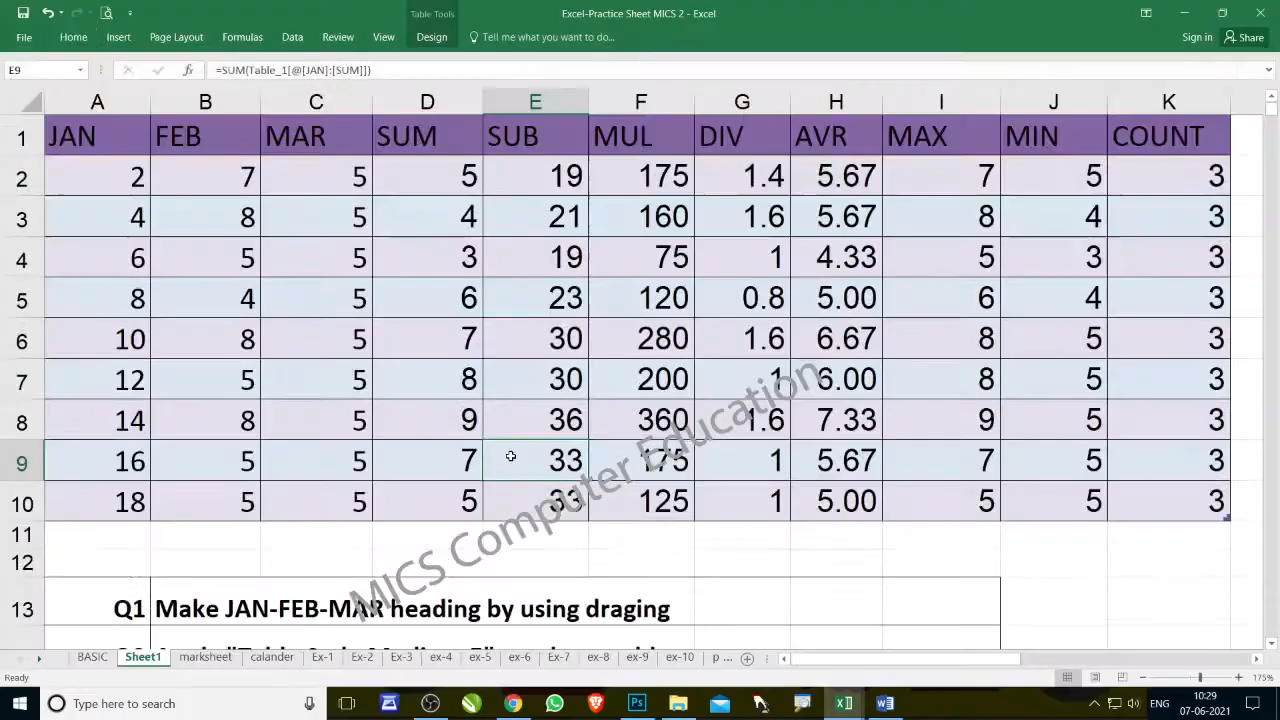 Table Tools
Excel-Practice Sheet MICS 2 - Excel
File Home Insert Page Layout Formulas Data Review View Design Tell me what you want to do... Sign in Share
E9 fx =SUM(Table_1[@[JAN]:[SUM]])
A B C D E F G H I J K
1 JAN FEB MAR SUM SUB MUL DIV AVR MAX MIN COUNT
2 2 7 5 5 19 175 1.4 5.67 7 5 3
3 4 8 5 4 21 160 1.6 5.67 8 4 3
4 6 5 5 3 19 75 1 4.33 5 3 3
5 8 4 5 6 23 120 0.8 5.00 6 4 3
6 10 8 5 7 30 280 1.6 6.67 8 5 3
7 12 5 5 8 30 200 1 6.00 8 5 3
8 14 8 5 9 36 360 1.6 7.33 9 5 3
9 16 5 5 7 33 175 1 5.67 7 5 3
10 18 5 5 5 33 125 1 5.00 5 5 3
MICS Computer Education
11
12
13 Q1 Make JAN-FEB-MAR heading by using draging
BASIC Sheet1 marksheet calander Ex-1 Ex-2 Ex-3 ex-4 ex-5 ex-6 Ex-7 ex-8 ex-9 ex-10 p ...
Ready 175%
Type here to search ENG 10:29
07-06-2021